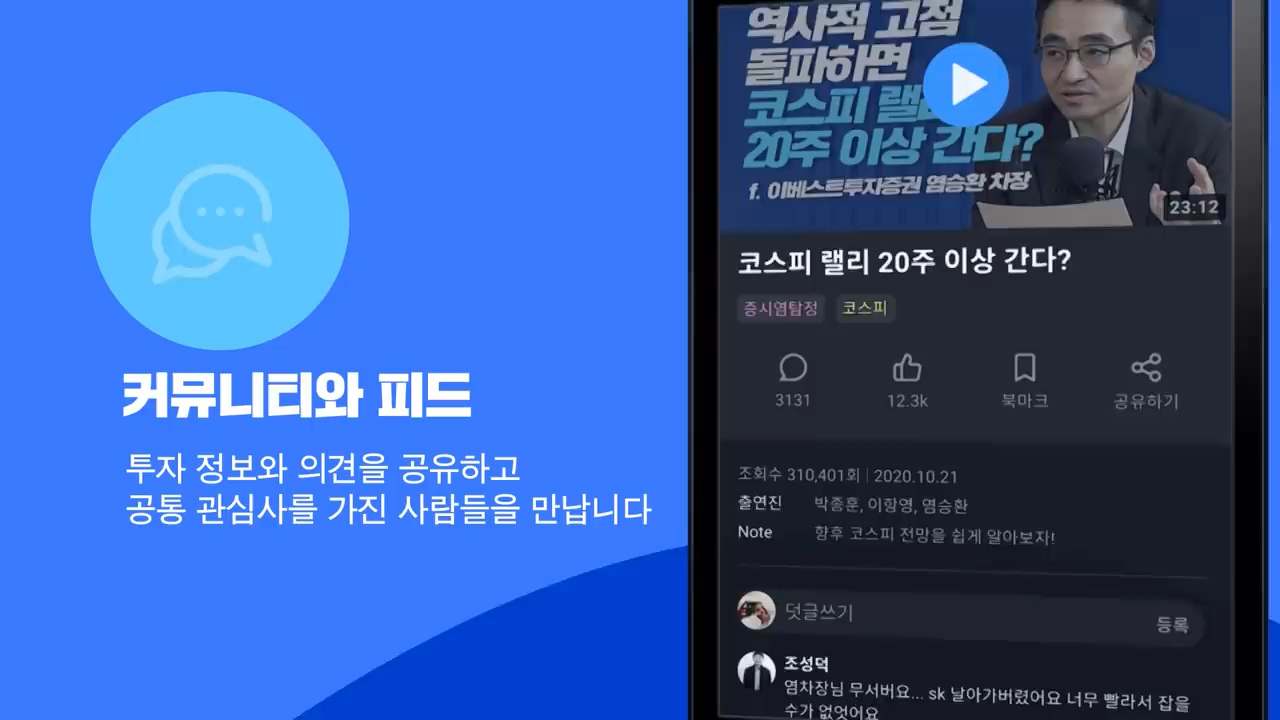 커뮤니티와 피드
투자 정보와 의견을 공유하고
공통 관심사를 가진 사람들을 만납니다
역사적 고점
돌파하면
코스피 랠
20주 이상 간다?
f. 이베스트투자증권 염승환 차장
23:12
코스피 랠리 20주 이상 간다?
증시염탐정 코스피
3131 12.3k 북마크 공유하기
조회수 310,401회 | 2020.10.21
출연진 박종훈, 이항영, 염승환
Note 향후 코스피 전망을 쉽게 알아보자!
덧글쓰기 등록
조성덕
염차장님 무서버요... sk 날아가버렸어요 너무 빨라서 잡을
수가 없엇어요